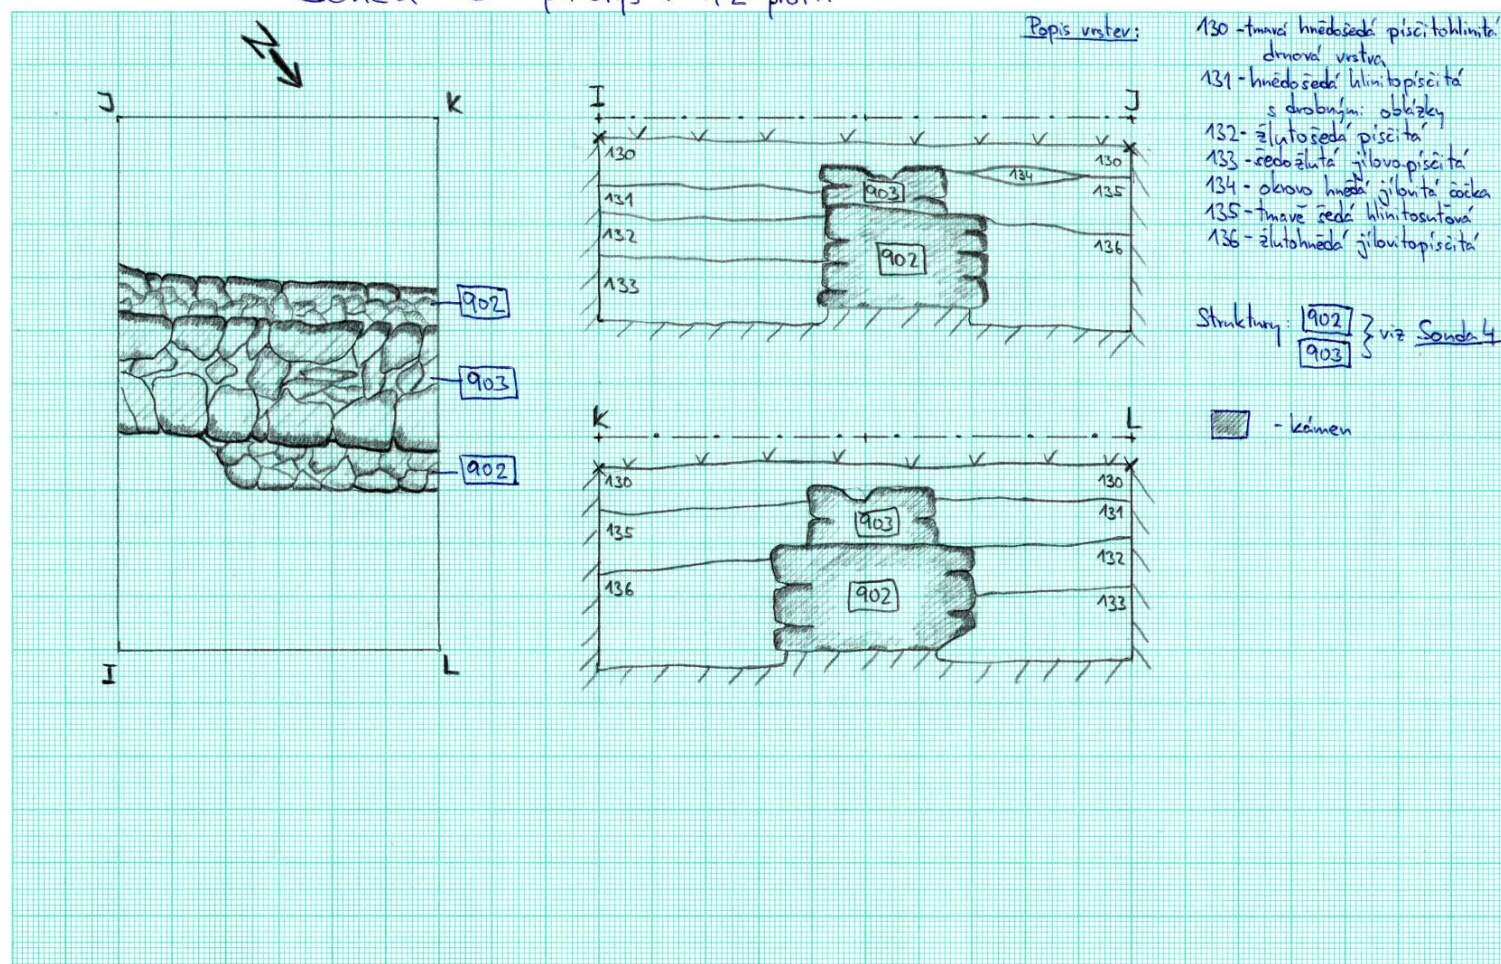 N
J K
I L
902
903
902
I J
130 130
131 134 135
132 136
133
903
902
K L
130 130
135 131
136 132
133
903
902
Popis vrstev:
130 - tmavá hnědošedá písčitohlinitá
drnová vrstva
131 - hnědošedá hlinitopísčitá
s drobnými oblázky
132 - žlutošedá písčitá
133 - šedožlutá jílovopísčitá
134 - okrovo hnědá jílovitá čočka
135 - tmavě šedá hlinitosuťová
136 - žlutohnědá jílovitopísčitá
Struktury: 902 } viz Sonda 4
903
- kámen